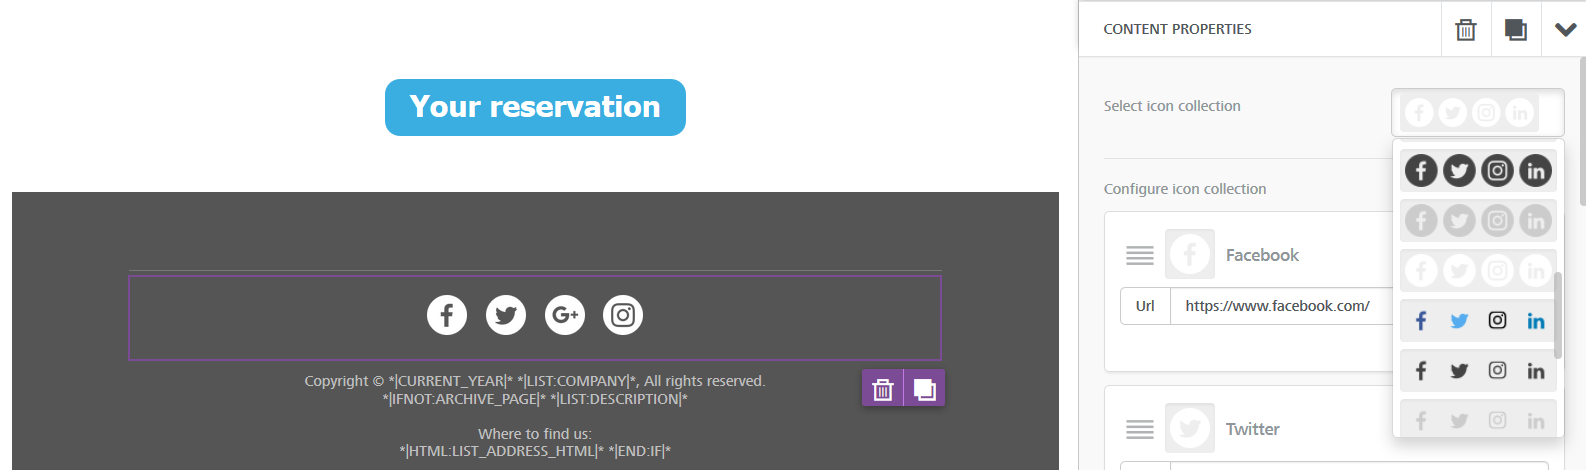 Your reservation
Copyright © *|CURRENT_YEAR|* *|LIST:COMPANY|*, All rights reserved.
*|IFNOT:ARCHIVE_PAGE|* *|LIST:DESCRIPTION|*
Where to find us:
*|HTML:LIST_ADDRESS_HTML|* *|END:IF|*
CONTENT PROPERTIES
Select icon collection
Configure icon collection
Facebook
Url https://www.facebook.com/
Twitter